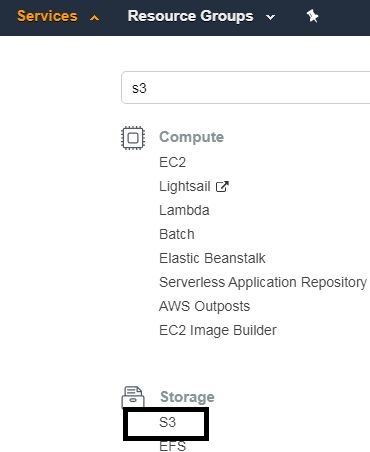 Services Resource Groups
s3
Compute
EC2
Lightsail
Lambda
Batch
Elastic Beanstalk
Serverless Application Repository
AWS Outposts
EC2 Image Builder
Storage
S3
EFS